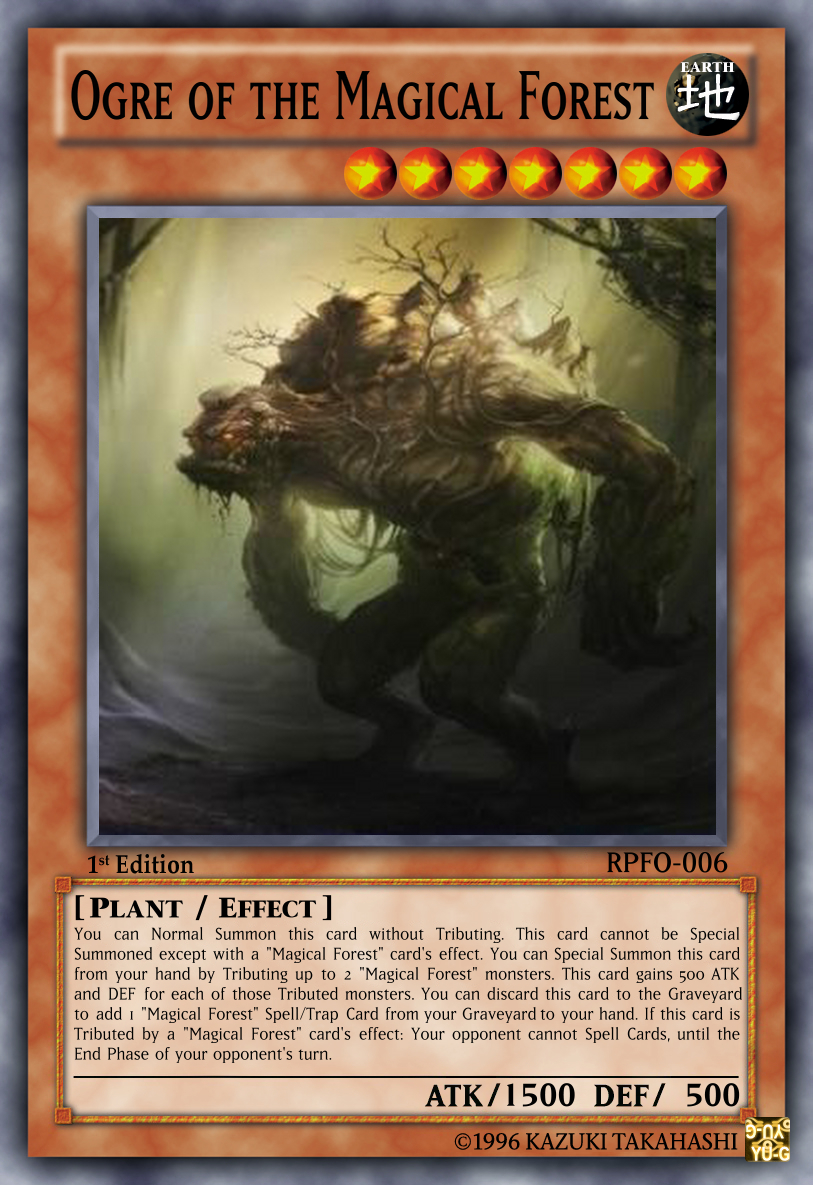 Ogre of the Magical Forest
EARTH
地
1st Edition
RPFO-006
[ Plant / Effect ]
You can Normal Summon this card without Tributing. This card cannot be Special
Summoned except with a "Magical Forest" card's effect. You can Special Summon this card
from your hand by Tributing up to 2 "Magical Forest" monsters. This card gains 500 ATK
and DEF for each of those Tributed monsters. You can discard this card to the Graveyard
to add 1 "Magical Forest" Spell/Trap Card from your Graveyard to your hand. If this card is
Tributed by a "Magical Forest" card's effect: Your opponent cannot Spell Cards, until the
End Phase of your opponent's turn.
ATK/1500 DEF/ 500
©1996 KAZUKI TAKAHASHI